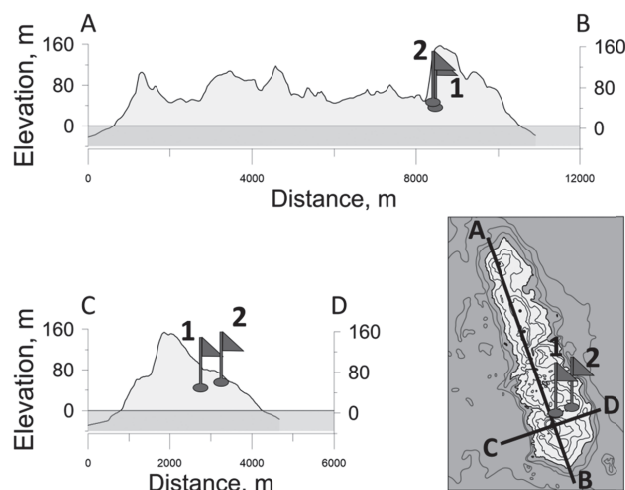 A B
Elevation, m
160 160
80 80
0 0
2
1
0 4000 8000 12000
Distance, m
C D
Elevation, m
160 160
80 80
0 0
1 2
0 2000 4000 6000
Distance, m
A
1 2
D
C
B